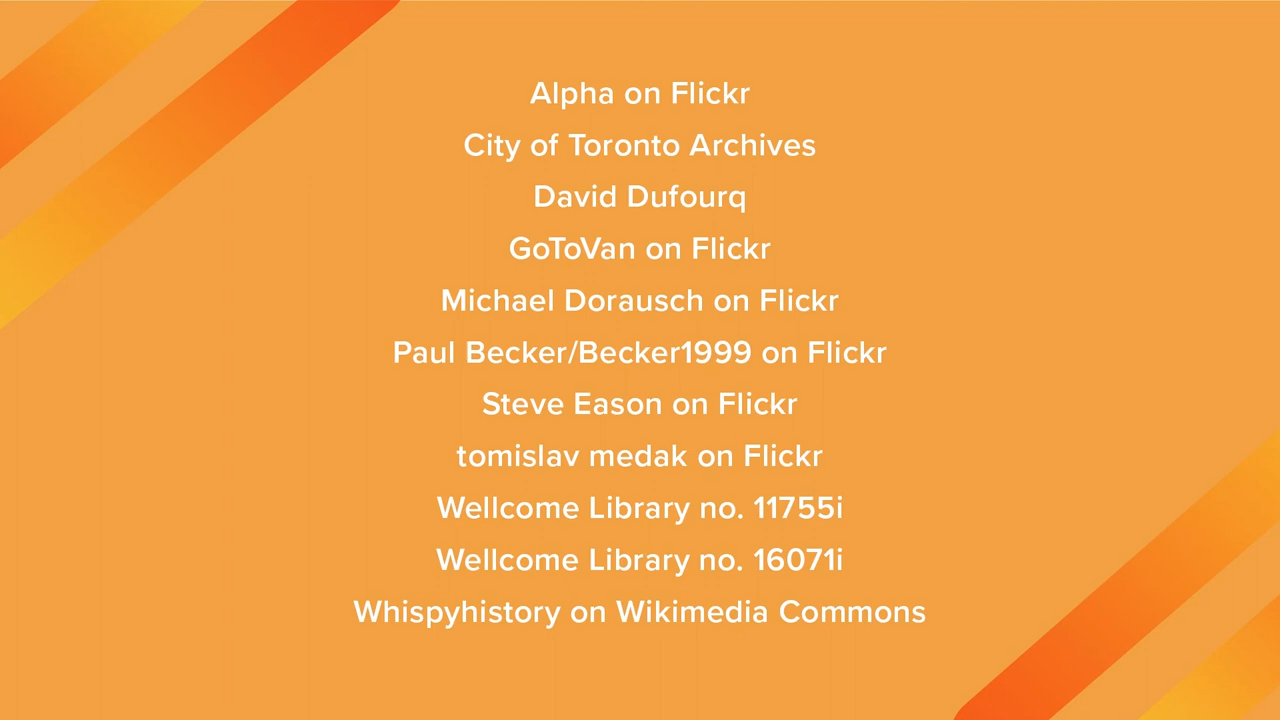 Alpha on Flickr
City of Toronto Archives
David Dufourq
GoToVan on Flickr
Michael Dorausch on Flickr
Paul Becker/Becker1999 on Flickr
Steve Eason on Flickr
tomislav medak on Flickr
Wellcome Library no. 11755i
Wellcome Library no. 16071i
Whispyhistory on Wikimedia Commons